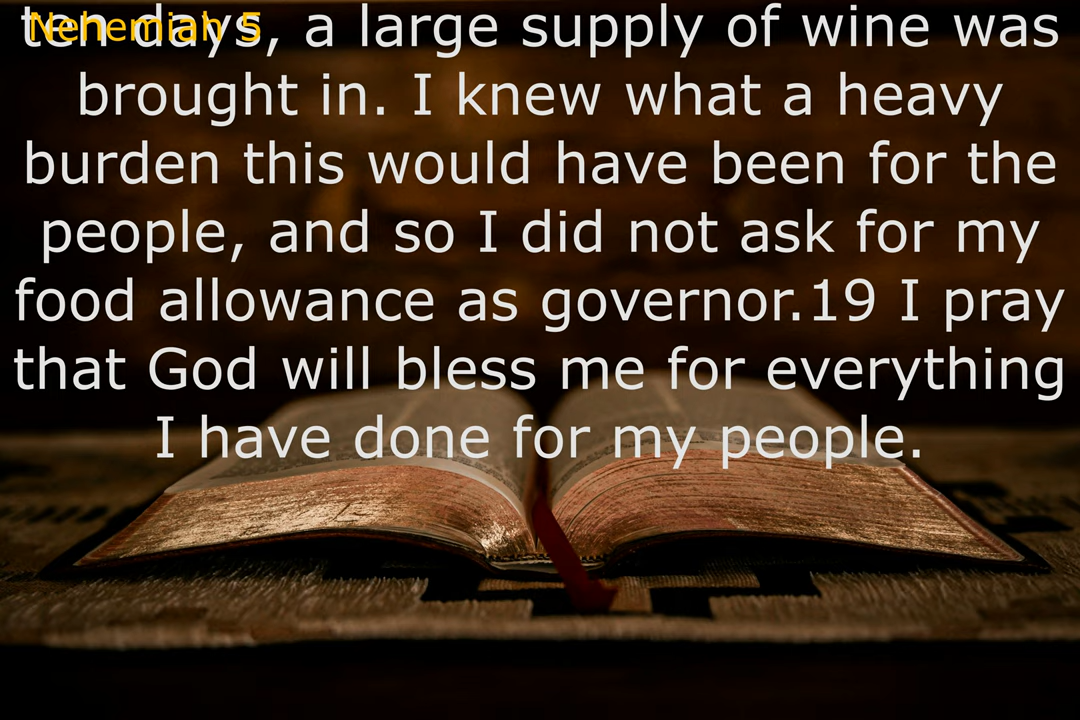 Nehemiah 5
ten days, a large supply of wine was
brought in. I knew what a heavy
burden this would have been for the
people, and so I did not ask for my
food allowance as governor.19 I pray
that God will bless me for everything
I have done for my people.